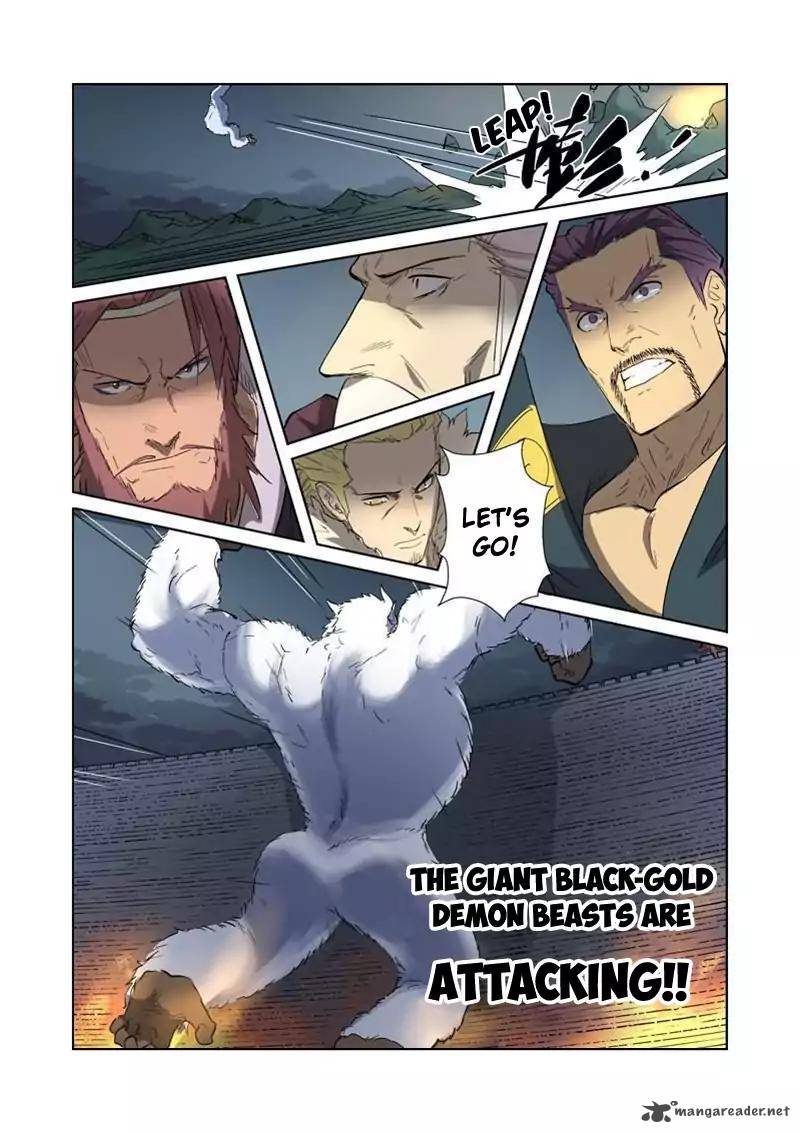 LEAP!
LET'S
GO!
THE GIANT BLACK-GOLD
DEMON BEASTS ARE
ATTACKING!!
mangareader.net